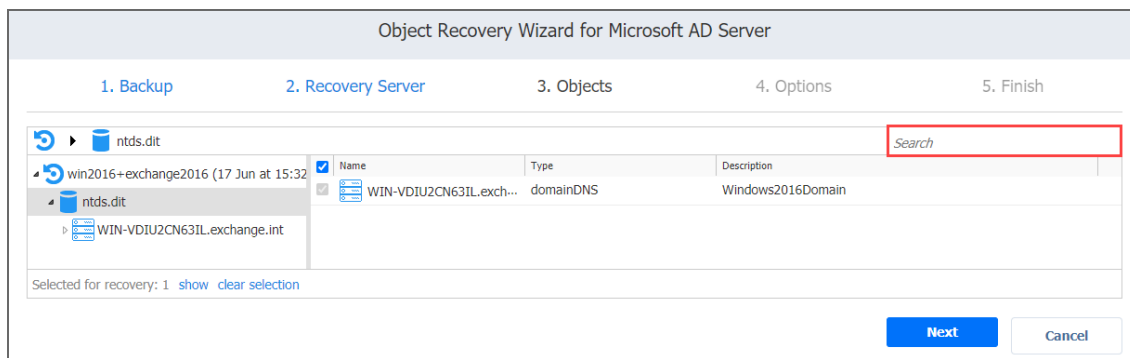 Object Recovery Wizard for Microsoft AD Server
1. Backup 2. Recovery Server 3. Objects 4. Options 5. Finish
ntds.dit Search
win2016+exchange2016 (17 Jun at 15:32 Name Type Description
ntds.dit WIN-VDIU2CN63IL.exch... domainDNS Windows2016Domain
WIN-VDIU2CN63IL.exchange.int
Selected for recovery: 1 show clear selection
Next Cancel